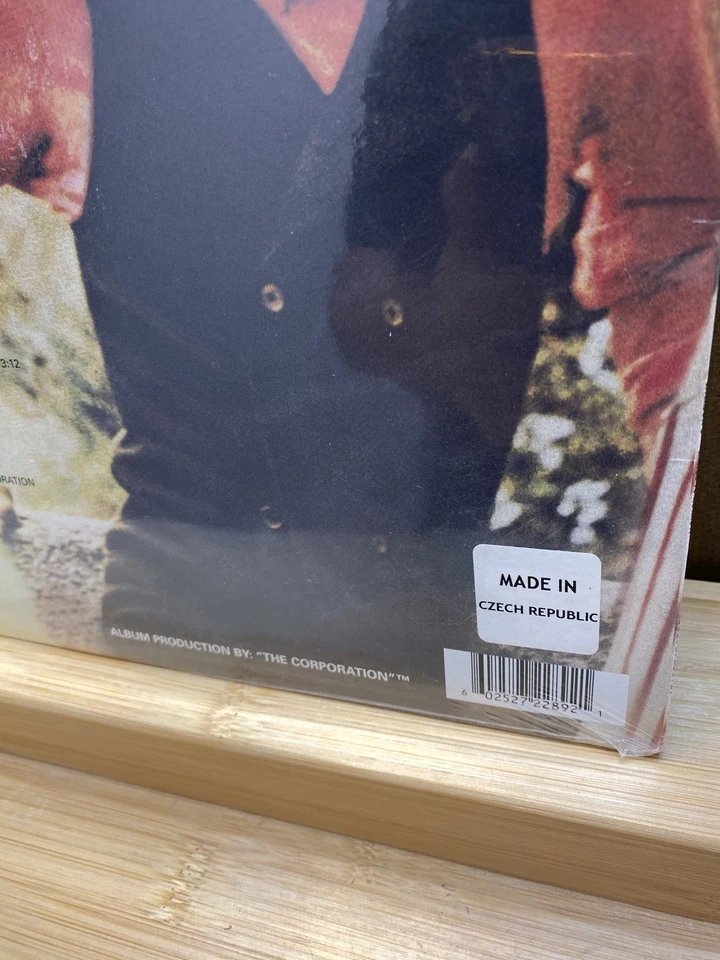 3:12
RATION
MADE IN
CZECH REPUBLIC
ALBUM PRODUCTION BY: "THE CORPORATION"™
6 02527 22892 1